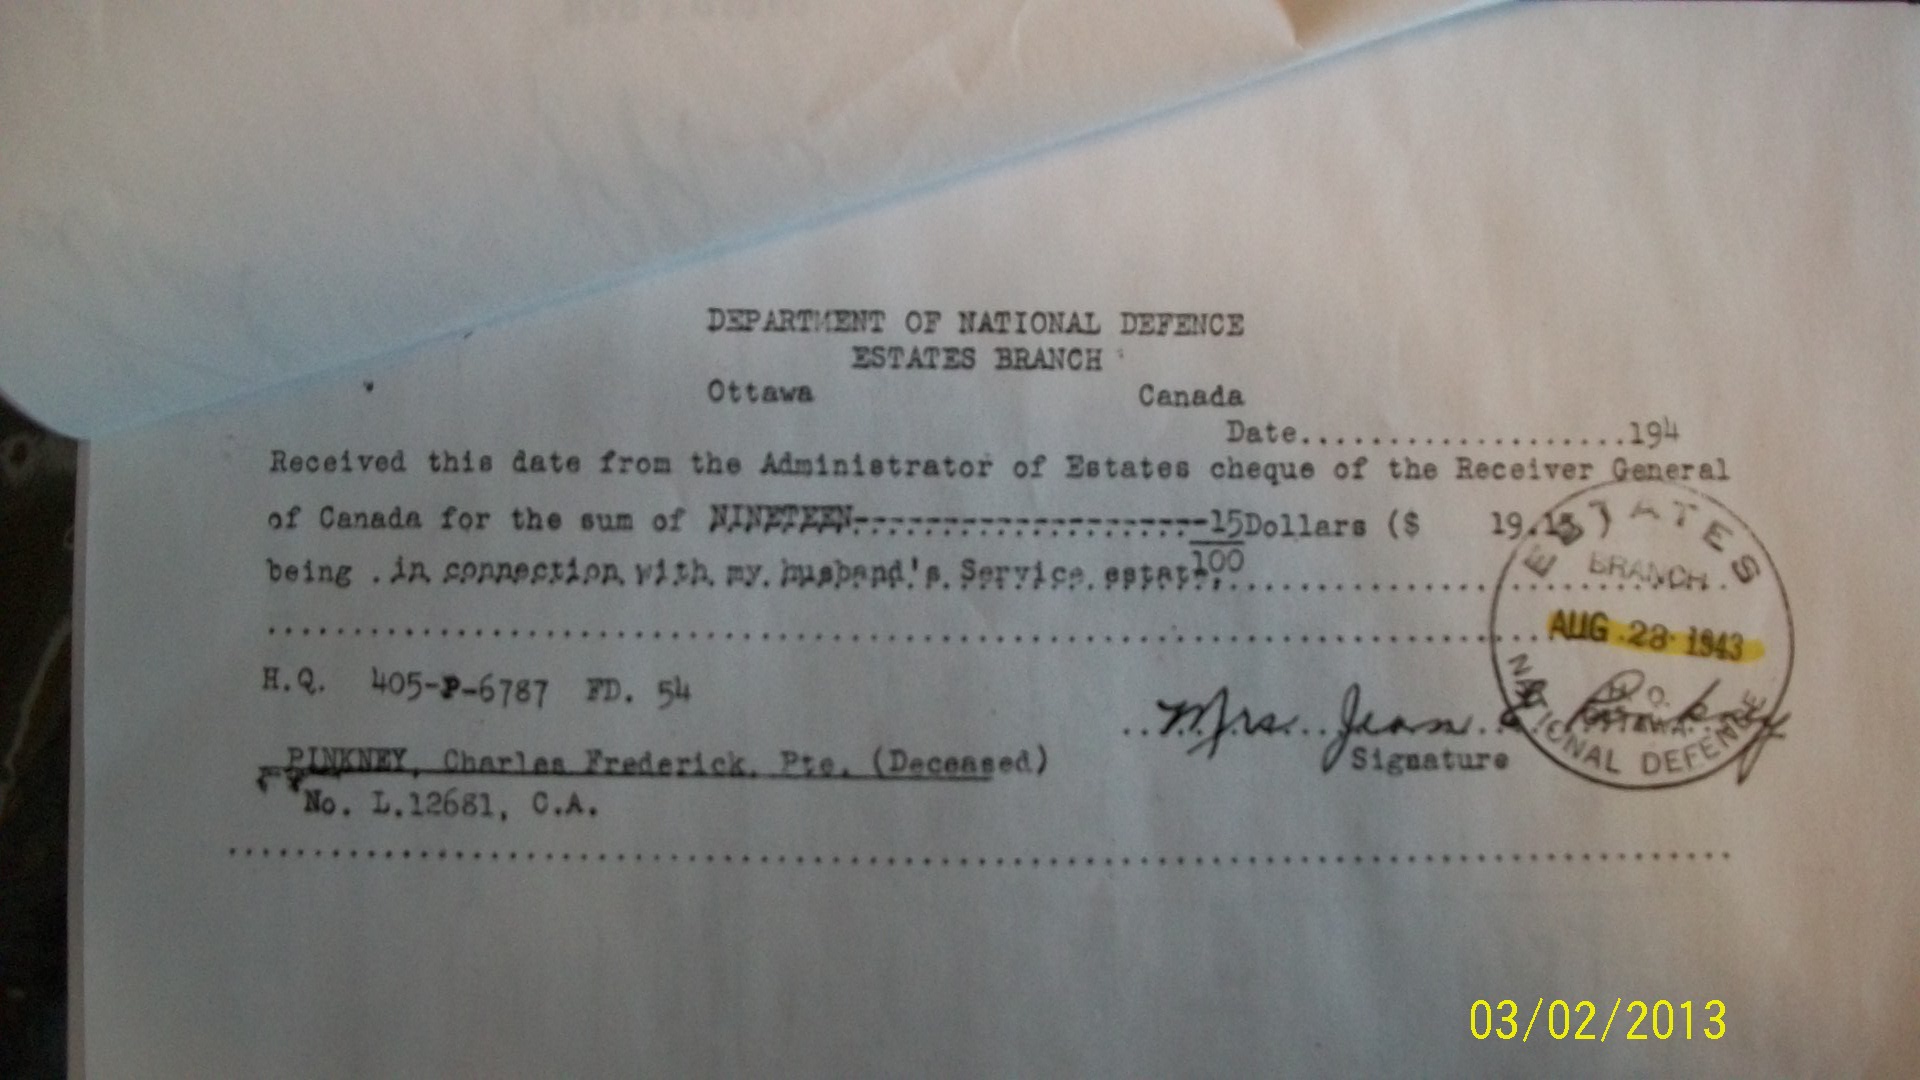 DEPARTMENT OF NATIONAL DEFENCE
ESTATES BRANCH
Ottawa Canada
Date.......................194
Received this date from the Administrator of Estates cheque of the Receiver General
of Canada for the sum of NINETEEN--------------------15 Dollars ($ 19.15 )
100
being . in connection with my husband's Service estate,
H.Q. 405-P-6787 FD. 54
Mrs. Jean
Signature
PINKNEY, Charles Frederick, Pte. (Deceased)
No. L.12681, C.A.
ESTATES
BRANCH
AUG 23 1943
OTTAWA
NATIONAL DEFENCE
03/02/2013